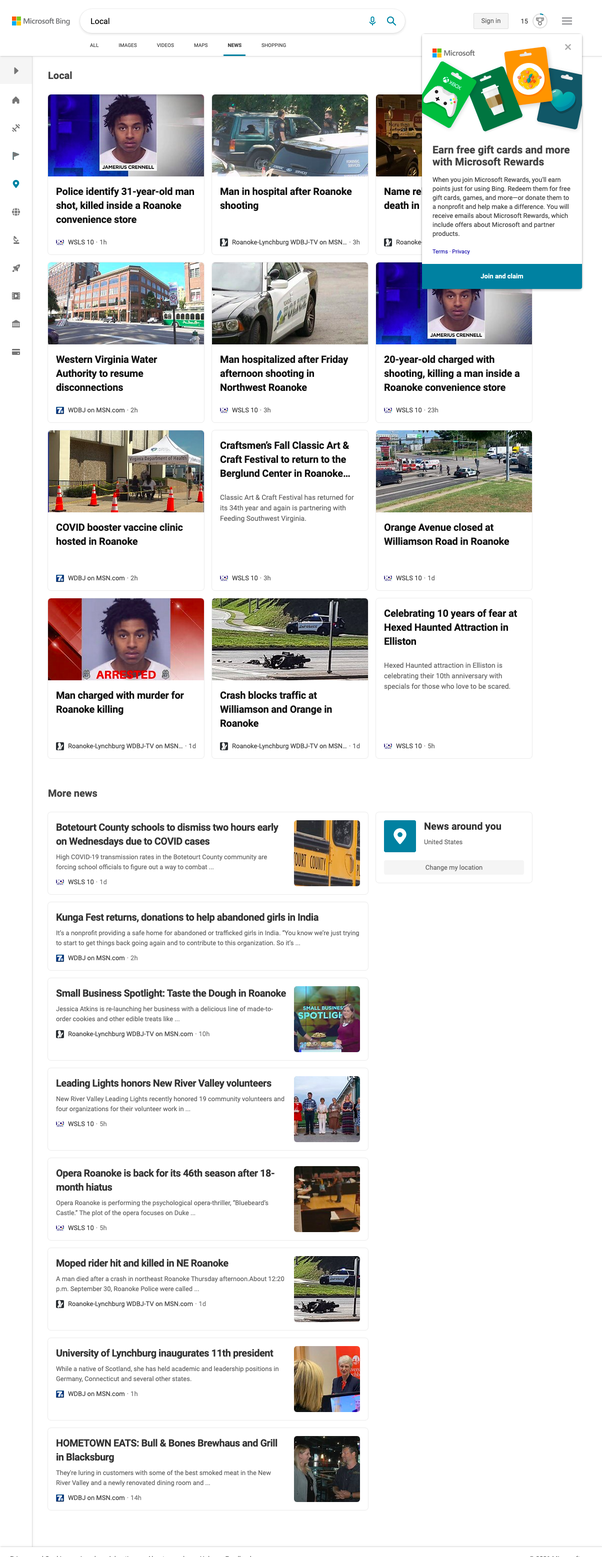 Microsoft Bing
Local
Sign in
15
ALL
IMAGES
VIDEOS
MAPS
NEWS
SHOPPING
Microsoft
XBOX
Earn free gift cards and more
with Microsoft Rewards
When you join Microsoft Rewards, you'll earn
points just for using Bing. Redeem them for free
gift cards, games, and more—or donate them to
a nonprofit and help make a difference. You will
receive emails about Microsoft Rewards, which
include offers about Microsoft and partner
products.
Terms · Privacy
Join and claim
Local
JAMERIUS CRENNELL
Police identify 31-year-old man
shot, killed inside a Roanoke
convenience store
WSLS 10 · 1h
Man in hospital after Roanoke
shooting
Roanoke-Lynchburg WDBJ-TV on MSN... · 3h
Name re
death in
Roanoke
Western Virginia Water
Authority to resume
disconnections
WDBJ on MSN.com · 2h
Man hospitalized after Friday
afternoon shooting in
Northwest Roanoke
WSLS 10 · 3h
JAMERIUS CRENNELL
20-year-old charged with
shooting, killing a man inside a
Roanoke convenience store
WSLS 10 · 23h
Virginia Department of Health
COVID booster vaccine clinic
hosted in Roanoke
WDBJ on MSN.com · 2h
Craftsmen's Fall Classic Art &
Craft Festival to return to the
Berglund Center in Roanoke...
Classic Art & Craft Festival has returned for
its 34th year and again is partnering with
Feeding Southwest Virginia.
WSLS 10 · 3h
Orange Avenue closed at
Williamson Road in Roanoke
WSLS 10 · 1d
ARRESTED
Man charged with murder for
Roanoke killing
Roanoke-Lynchburg WDBJ-TV on MSN... · 1d
Crash blocks traffic at
Williamson and Orange in
Roanoke
Roanoke-Lynchburg WDBJ-TV on MSN... · 1d
Celebrating 10 years of fear at
Hexed Haunted Attraction in
Elliston
Hexed Haunted attraction in Elliston is
celebrating their 10th anniversary with
specials for those who love to be scared.
WSLS 10 · 5h
More news
Botetourt County schools to dismiss two hours early
on Wednesdays due to COVID cases
High COVID-19 transmission rates in the Botetourt County community are
forcing school officials to figure out a way to combat ...
WSLS 10 · 1d
OURT COUNTY
News around you
United States
Change my location
Kunga Fest returns, donations to help abandoned girls in India
It's a nonprofit providing a safe home for abandoned or trafficked girls in India. "You know we're just trying
to start to get things back going again and to contribute to this organization. So it's ...
WDBJ on MSN.com · 2h
Small Business Spotlight: Taste the Dough in Roanoke
Jessica Atkins is re-launching her business with a delicious line of made-to-
order cookies and other edible treats like ...
Roanoke-Lynchburg WDBJ-TV on MSN.com · 10h
SMALL BUSINESS
SPOTLIGH
Leading Lights honors New River Valley volunteers
New River Valley Leading Lights recently honored 19 community volunteers and
four organizations for their volunteer work in ...
WSLS 10 · 5h
Opera Roanoke is back for its 46th season after 18-
month hiatus
Opera Roanoke is performing the psychological opera-thriller, "Bluebeard's
Castle." The plot of the opera focuses on Duke ...
WSLS 10 · 5h
Moped rider hit and killed in NE Roanoke
A man died after a crash in northeast Roanoke Thursday afternoon.About 12:20
p.m. September 30, Roanoke Police were called ...
Roanoke-Lynchburg WDBJ-TV on MSN.com · 1d
University of Lynchburg inaugurates 11th president
While a native of Scotland, she has held academic and leadership positions in
Germany, Connecticut and several other states.
WDBJ on MSN.com · 1h
HOMETOWN EATS: Bull & Bones Brewhaus and Grill
in Blacksburg
They're luring in customers with some of the best smoked meat in the New
River Valley and a newly renovated dining room and ...
WDBJ on MSN.com · 14h